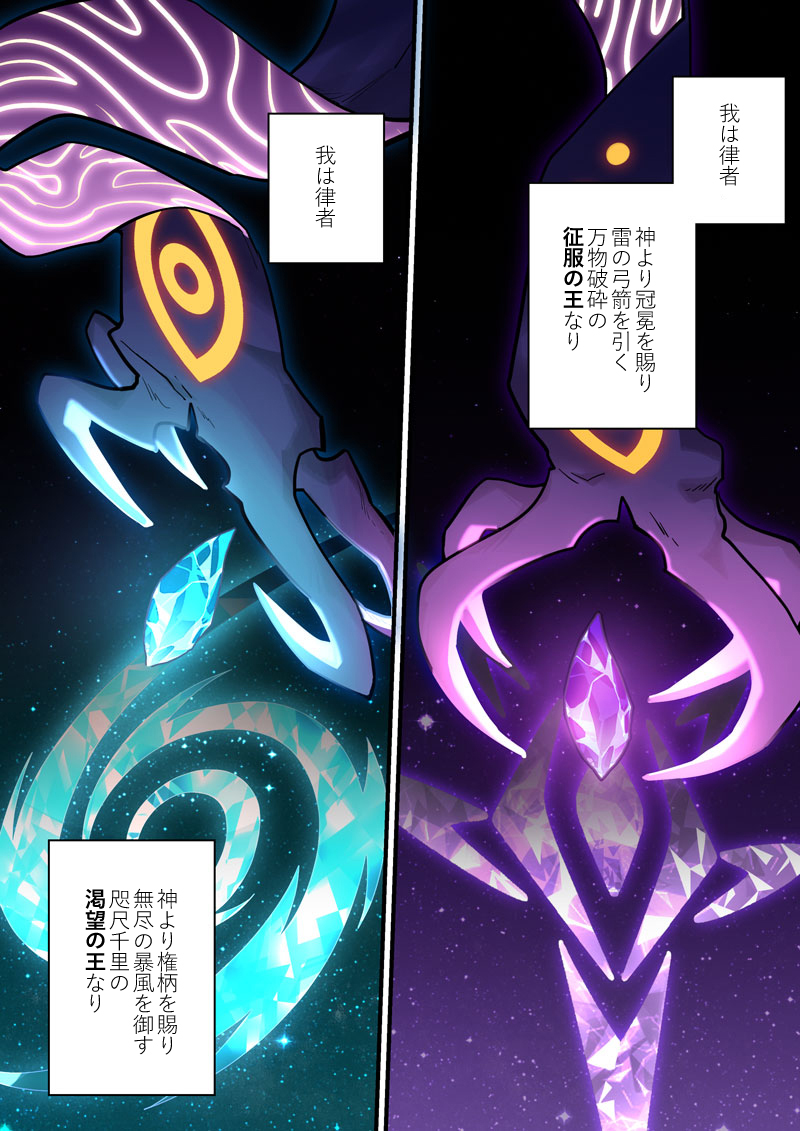 我は律者
神より冠冕を賜り
雷の弓箭を引く
万物破砕の
征服の王なり
我は律者
神より権柄を賜り
無尽の暴風を御す
咫尺千里の
渇望の王なり